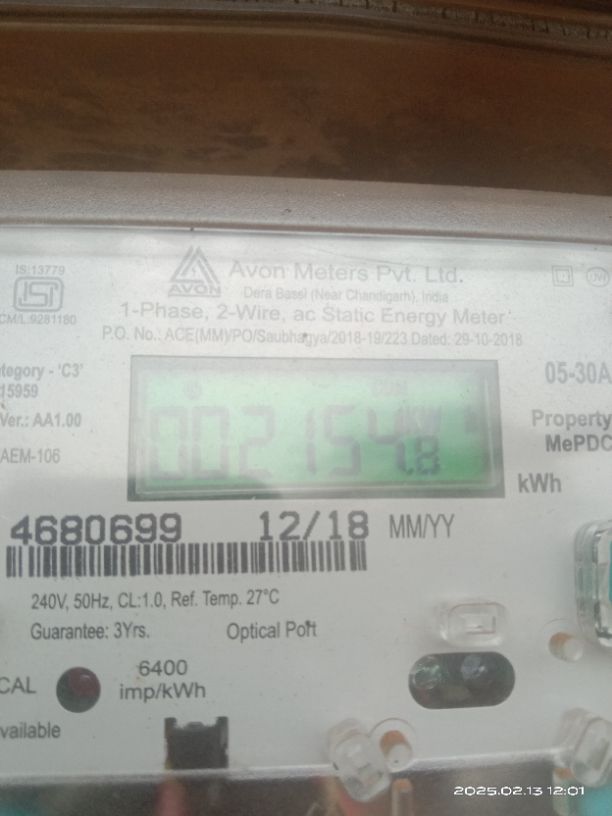 IS:13779
ISI
CM/L:9281180
AVON
Avon Meters Pvt. Ltd.
Dera Bassi (Near Chandigarh), India
1-Phase, 2-Wire, ac Static Energy Meter
P.O. No.: ACE(MM)/PO/Saubhagya/2018-19/223 Dated: 29-10-2018
tegory - 'C3'
15959
Ver.: AA1.00
AEM-106
002154.8
kWh
05-30A
Property
MePDC
4680699 12/18 MM/YY
240V, 50Hz, CL:1.0, Ref. Temp. 27°C
Guarantee: 3Yrs. Optical Port
CAL
6400
imp/kWh
vailable
2025.02.13 12:01